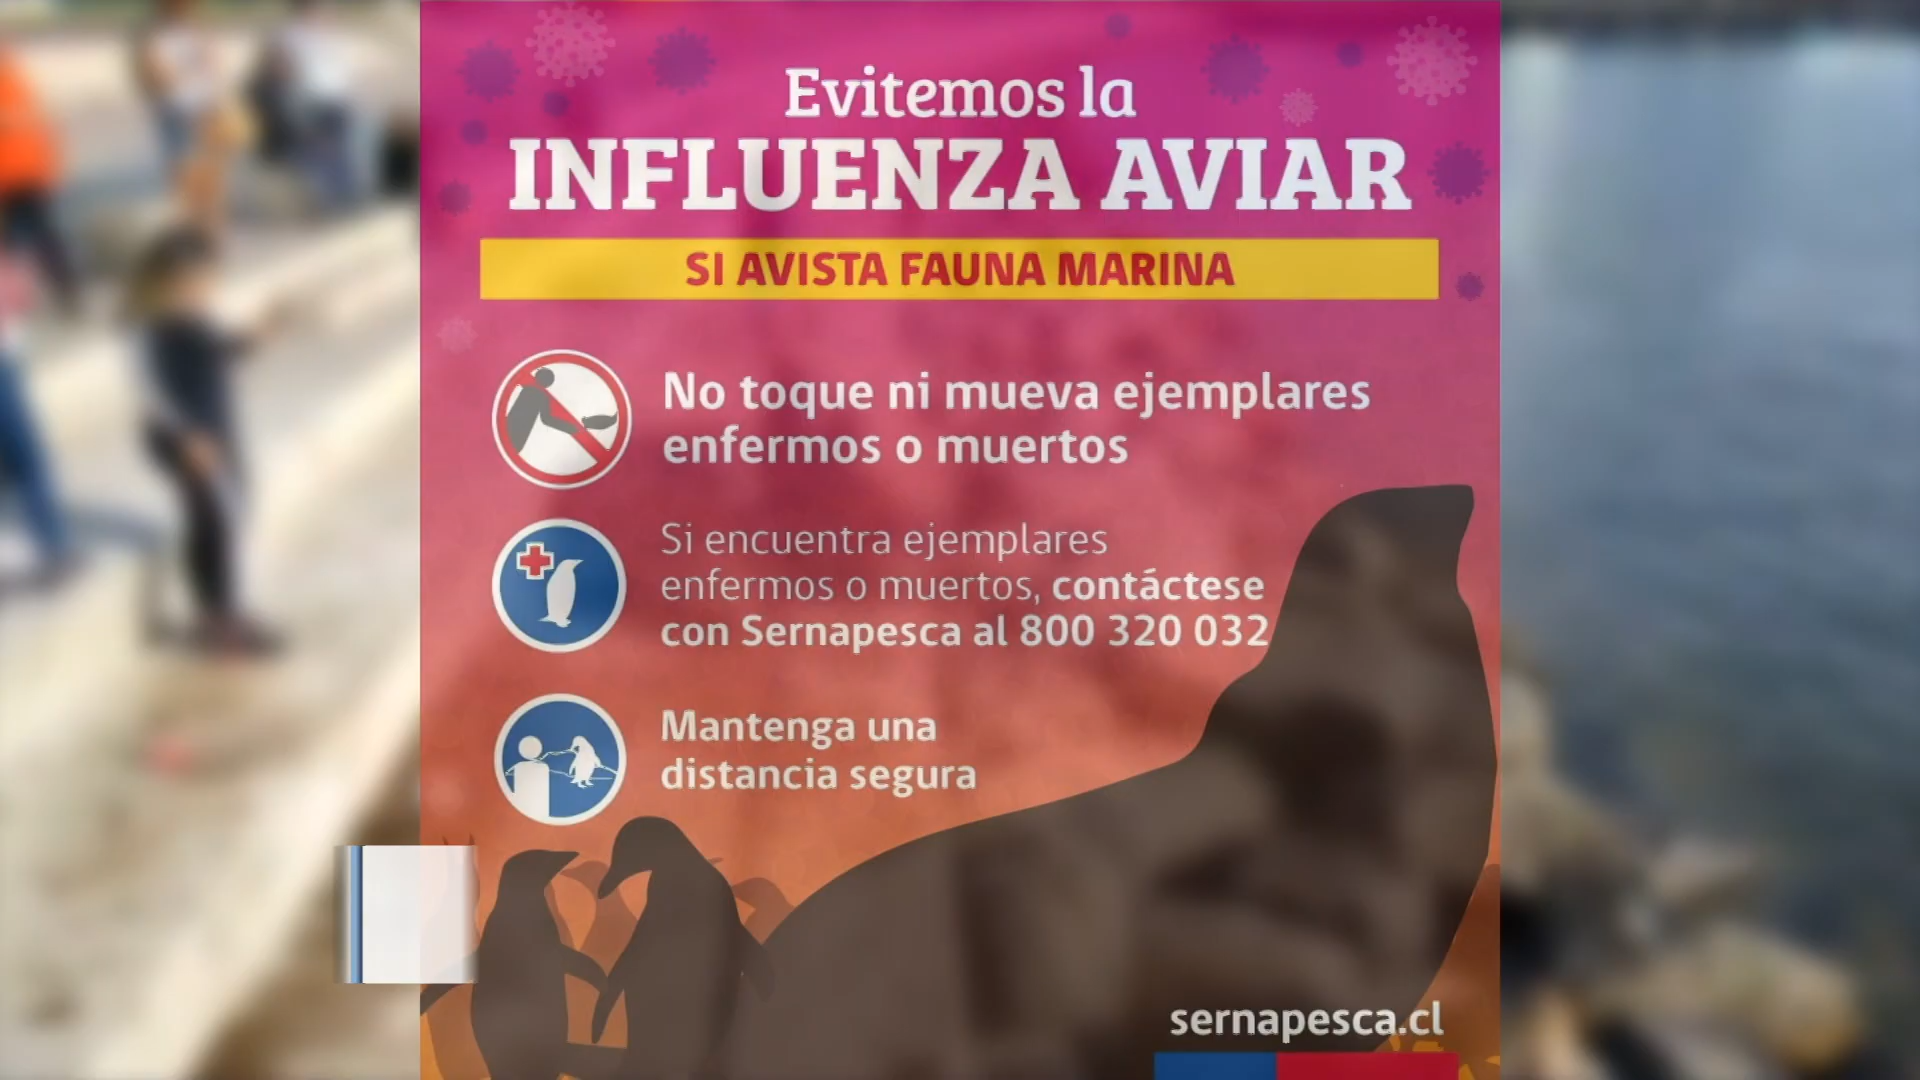 Evitemos la
INFLUENZA AVIAR
SI AVISTA FAUNA MARINA
No toque ni mueva ejemplares
enfermos o muertos
Si encuentra ejemplares
enfermos o muertos, contáctese
con Sernapesca al 800 320 032
Mantenga una
distancia segura
sernapesca.cl